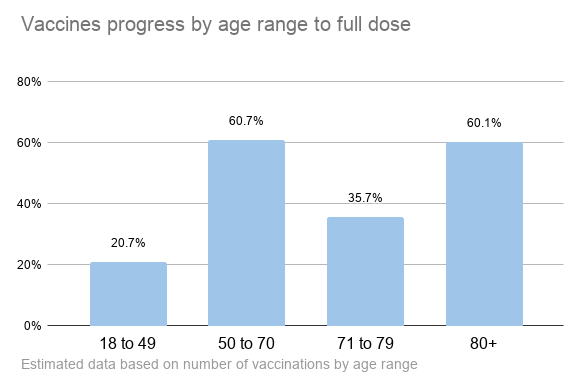 Vaccines progress by age range to full dose
80%
60%
40%
20%
0%
20.7%
60.7%
35.7%
60.1%
18 to 49
50 to 70
71 to 79
80+
Estimated data based on number of vaccinations by age range